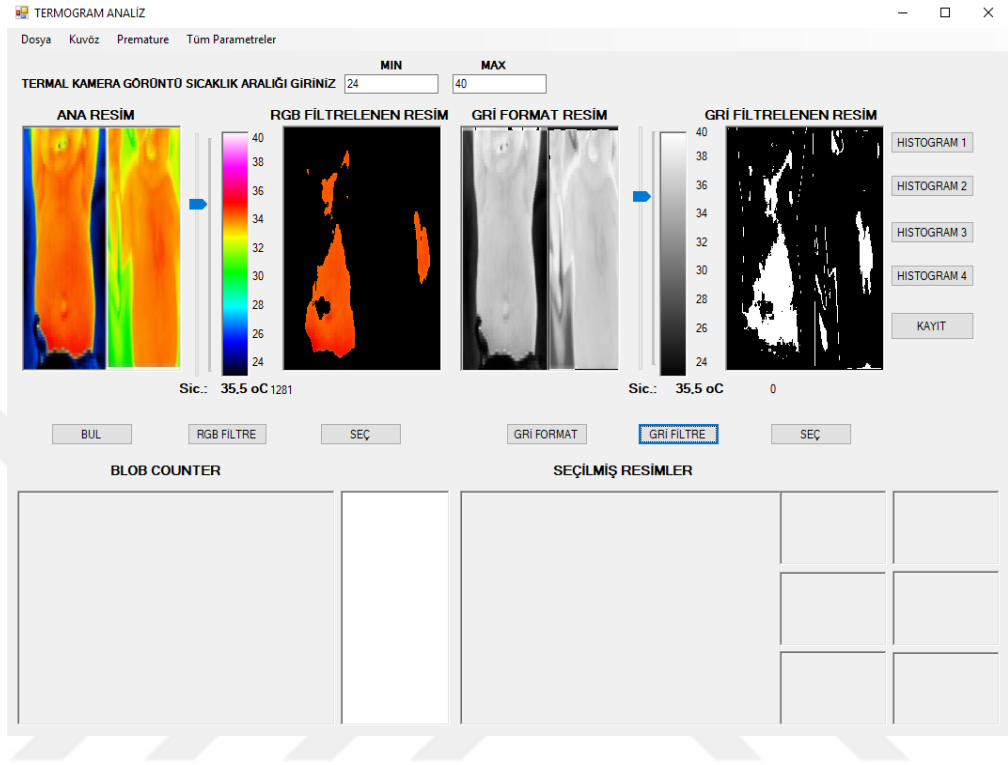 TERMOGRAM ANALİZ
Dosya Kuvöz Premature Tüm Parametreler
MIN MAX
TERMAL KAMERA GÖRÜNTÜ SICAKLIK ARALIĞI GİRİNİZ 24 40
ANA RESİM RGB FİLTRELENEN RESİM GRİ FORMAT RESİM GRİ FİLTRELENEN RESİM
40 40
38 38
36 36
34 34
32 32
30 30
28 28
26 26
24 24
HISTOGRAM 1
HISTOGRAM 2
HISTOGRAM 3
HISTOGRAM 4
KAYIT
Sic.: 35,5 oC 1281 Sic.: 35,5 oC 0
BUL RGB FİLTRE SEÇ GRİ FORMAT GRİ FİLTRE SEÇ
BLOB COUNTER SEÇİLMİŞ RESİMLER